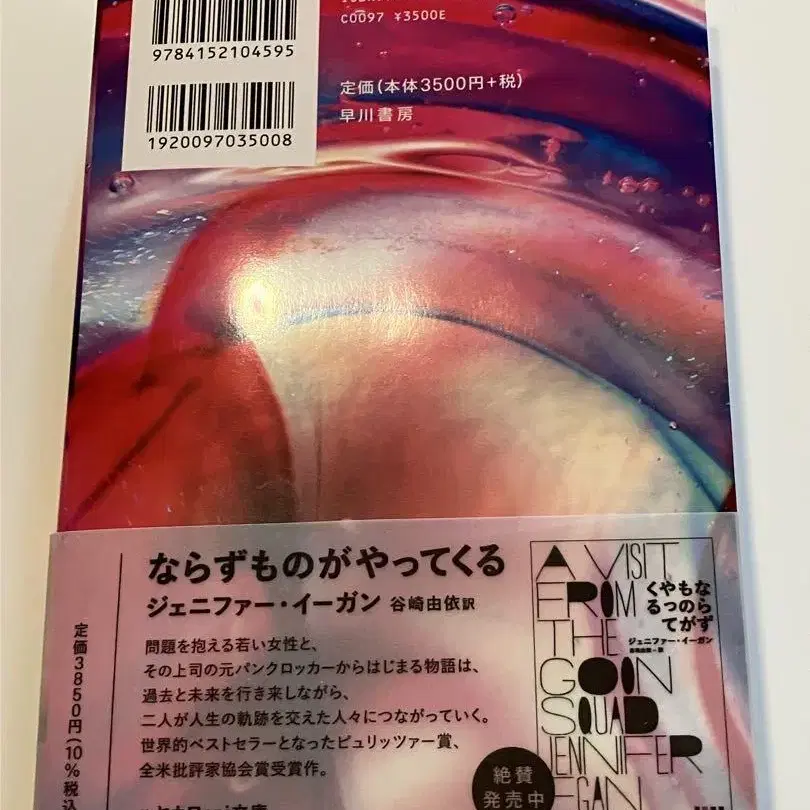 9784152104595
C0097 ¥3500E
1920097035008
定価(本体3500円+税)
早川書房
ならずものがやってくる
ジェニファー・イーガン 谷崎由依訳
問題を抱える若い女性と、
その上司の元パンクロッカーからはじまる物語は、
過去と未来を行き来しながら、
二人が人生の軌跡を交えた人々につながっていく。
世界的ベストセラーとなったピュリッツァー賞、
全米批評家協会賞受賞作。
定価3850円(10%税込
A VISIT
FROM
THE
GOON
SQUAD
JENNIFER
EGAN
なら
もの
やっ
くる
ずが
て
ジェニファー・イーガン
絶賛
発売中